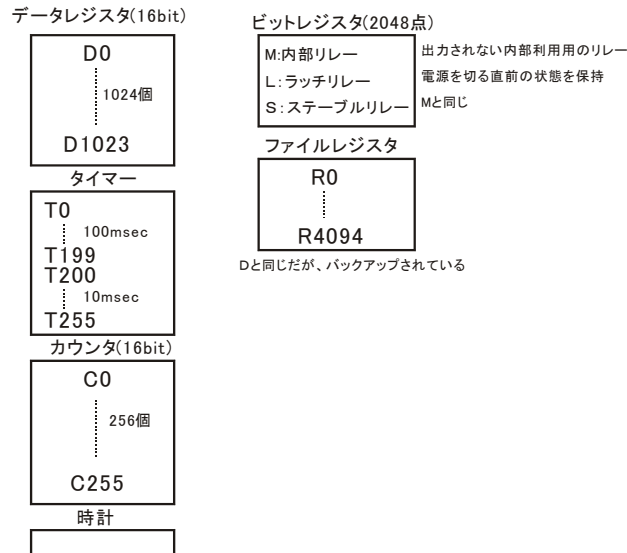 データレジスタ(16bit)
D0
1024個
D1023
タイマー
T0
100msec
T199
T200
10msec
T255
カウンタ(16bit)
C0
256個
C255
時計
ビットレジスタ(2048点)
M:内部リレー
出力されない内部利用用のリレー
L:ラッチリレー
電源を切る直前の状態を保持
S:ステーブルリレー
Mと同じ
ファイルレジスタ
R0
R4094
Dと同じだが、バックアップされている